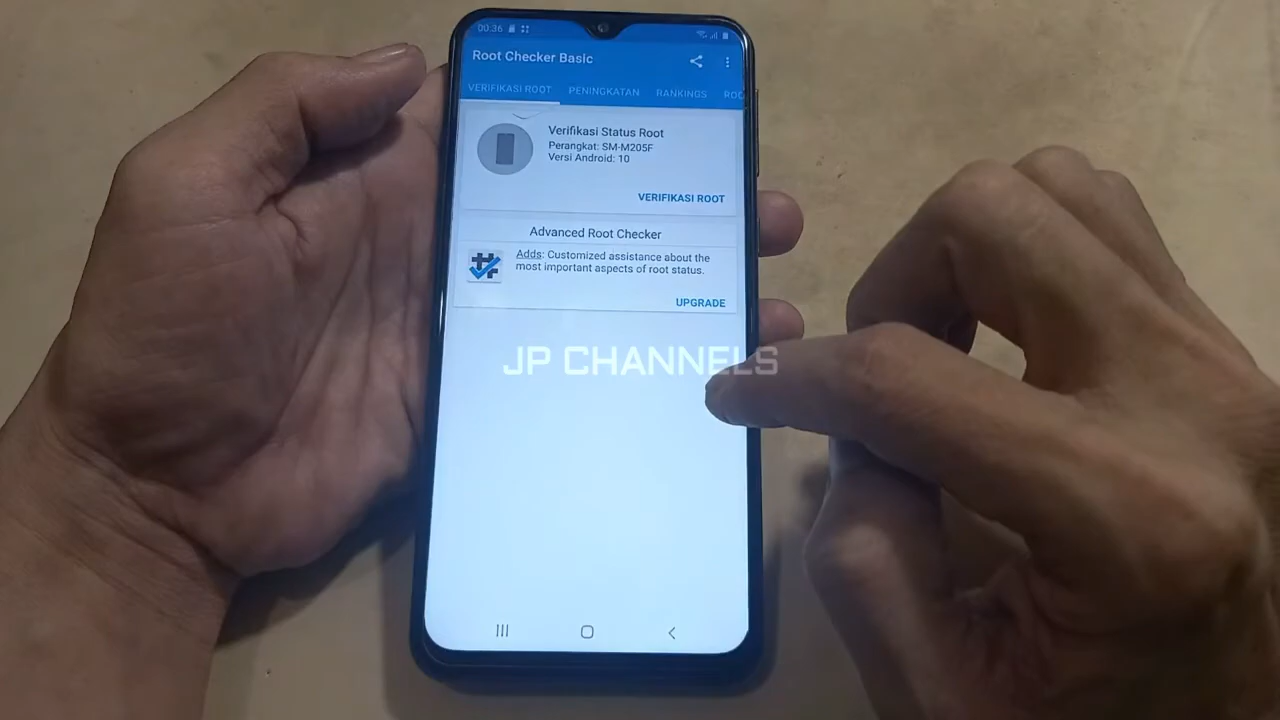 00.36
Root Checker Basic
VERIFIKASI ROOT PENINGKATAN RANKINGS ROO
Verifikasi Status Root
Perangkat: SM-M205F
Versi Android: 10
VERIFIKASI ROOT
Advanced Root Checker
Adds: Customized assistance about the
most important aspects of root status.
UPGRADE
JP CHANNELS